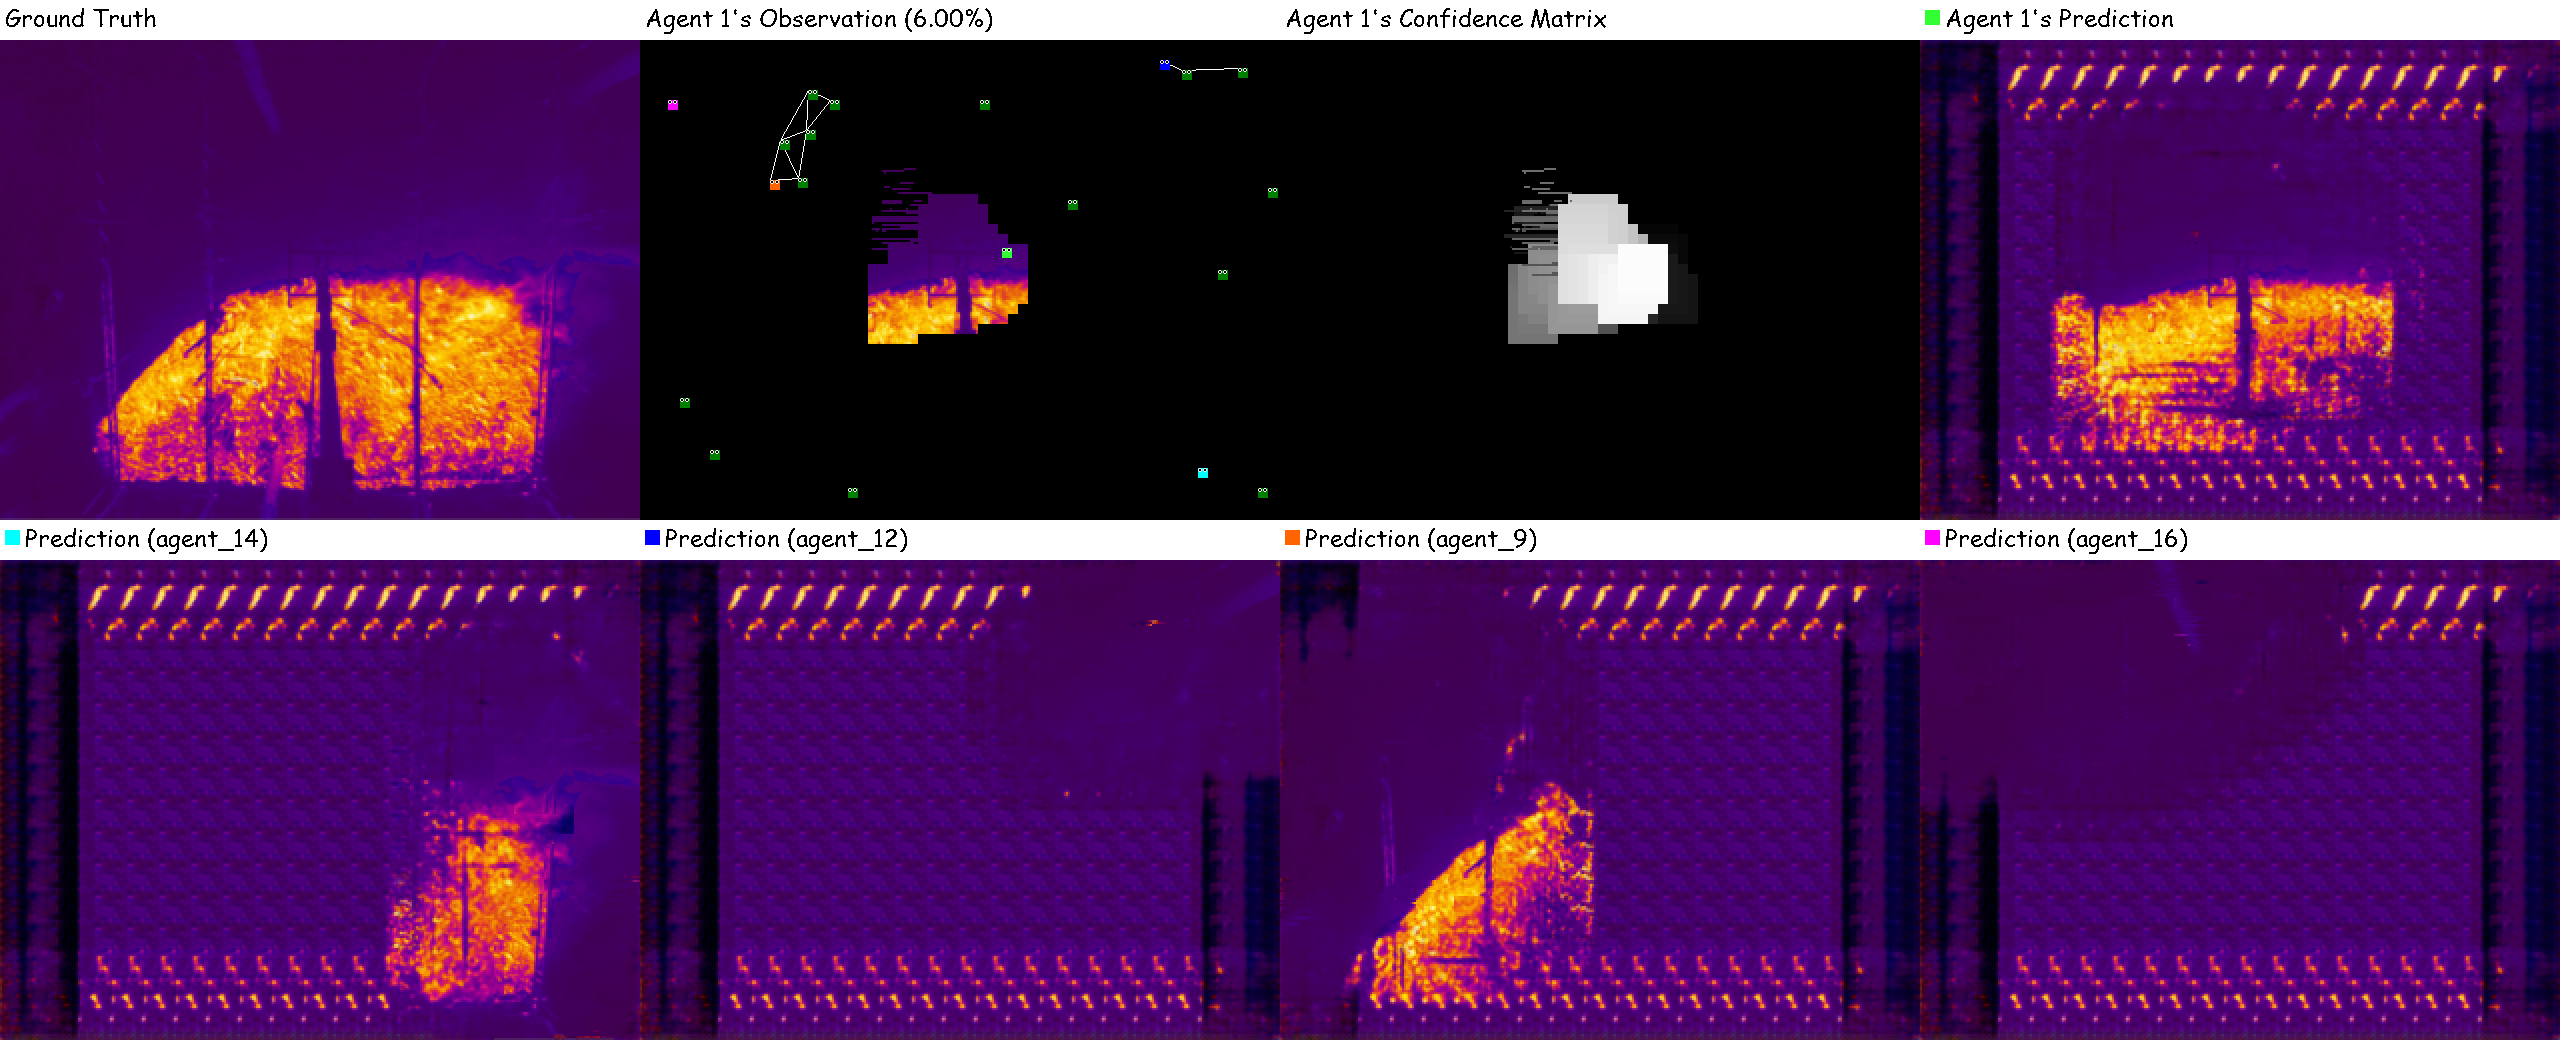 Ground Truth
Agent 1's Observation (6.00%)
Agent 1's Confidence Matrix
Agent 1's Prediction
Prediction (agent_14)
Prediction (agent_12)
Prediction (agent_9)
Prediction (agent_16)